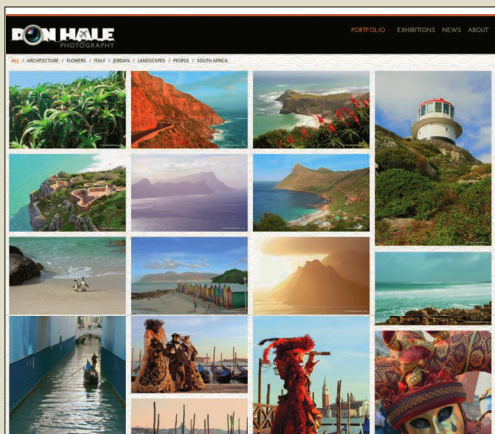 DON HALE
PHOTOGRAPHY
PORTFOLIO EXHIBITIONS NEWS ABOUT
ALL / ARCHITECTURE / FLOWERS / ITALY / JORDAN / LANDSCAPES / PEOPLE / SOUTH AFRICA